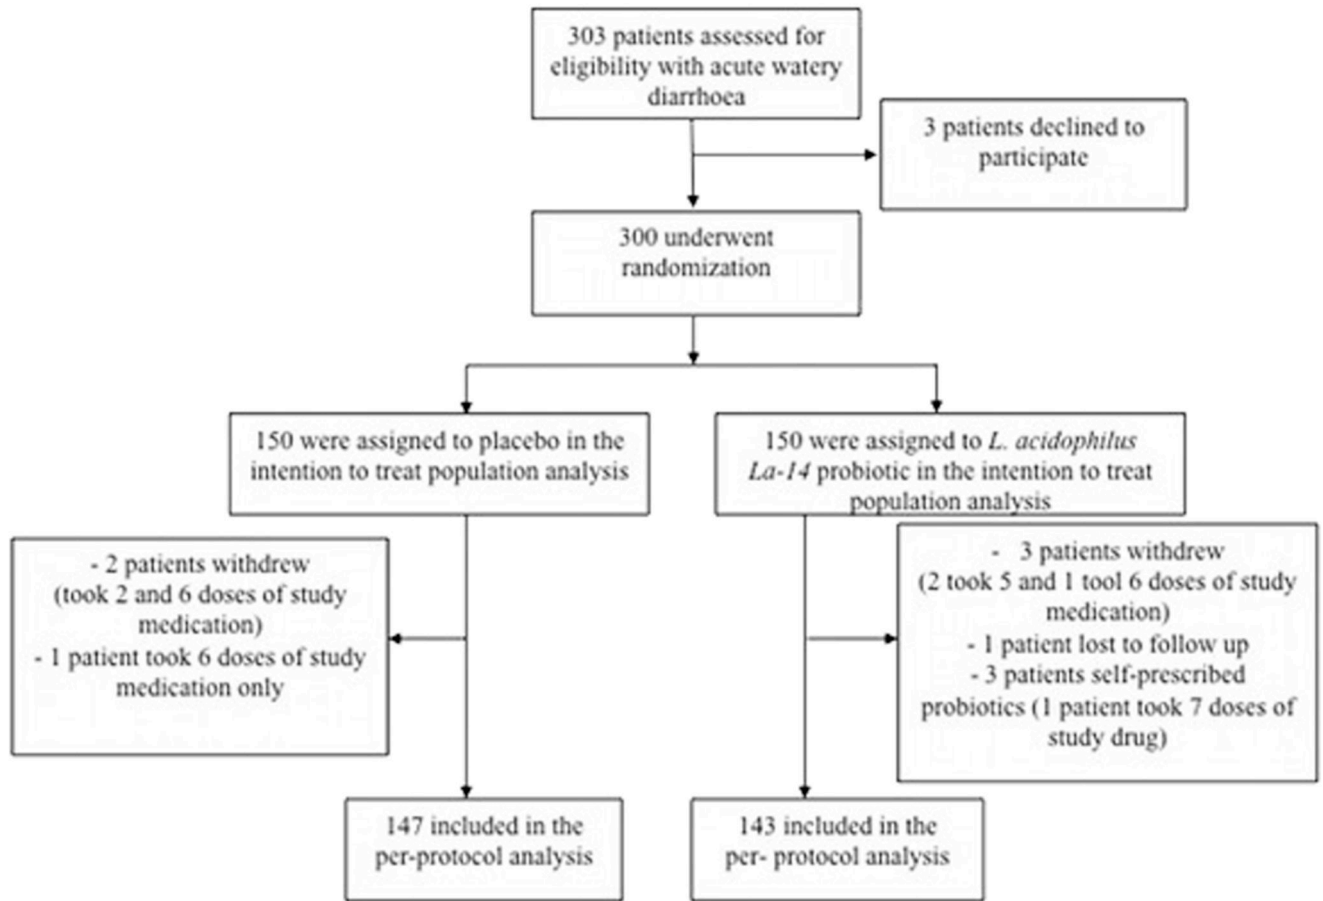 303 patients assessed for
eligibility with acute watery
diarrhoea
3 patients declined to
participate
300 underwent
randomization
150 were assigned to placebo in the
intention to treat population analysis
150 were assigned to L. acidophilus
La-14 probiotic in the intention to treat
population analysis
- 2 patients withdrew
(took 2 and 6 doses of study
medication)
- 1 patient took 6 doses of study
medication only
- 3 patients withdrew
(2 took 5 and 1 tool 6 doses of study
medication)
- 1 patient lost to follow up
- 3 patients self-prescribed
probiotics (1 patient took 7 doses of
study drug)
147 included in the
per-protocol analysis
143 included in the
per- protocol analysis